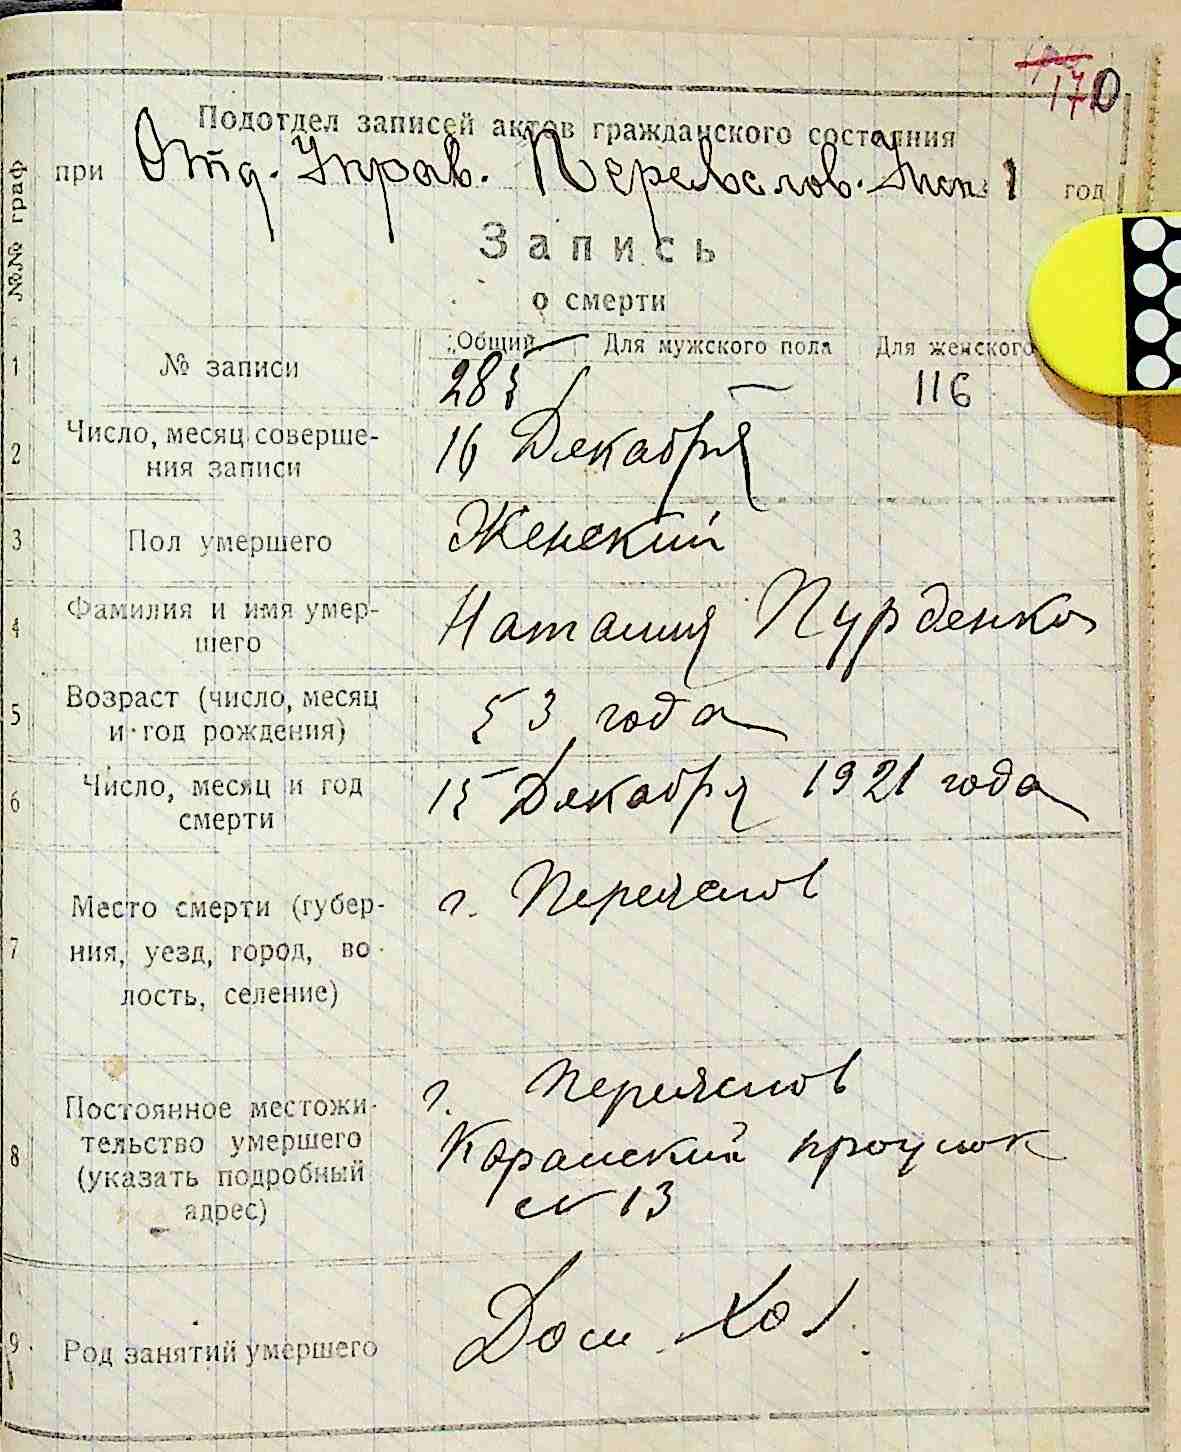 170
Подотдел записей актов гражданского состояния
при Отд. Управ. Переяслов. Исп. 1 год
Запись
о смерти
№№ граф
Общий Для мужского пола Для женского
1 № записи 285 — 116
2 Число, месяц соверше-
ния записи
16 Декабря
3 Пол умершего Женский
4 Фамилия и имя умер-
шего
Наталия Пурденко
5 Возраст (число, месяц
и год рождения)
53 года
6 Число, месяц и год
смерти
15 Декабря 1921 года
7 Место смерти (губер-
ния, уезд, город, во-
лость, селение)
г. Переяслов
8 Постоянное местожи-
тельство умершего
(указать подробный
адрес)
г. Переяслов
проулок
№ 13
9 Род занятий умершего Дом. Хоз.